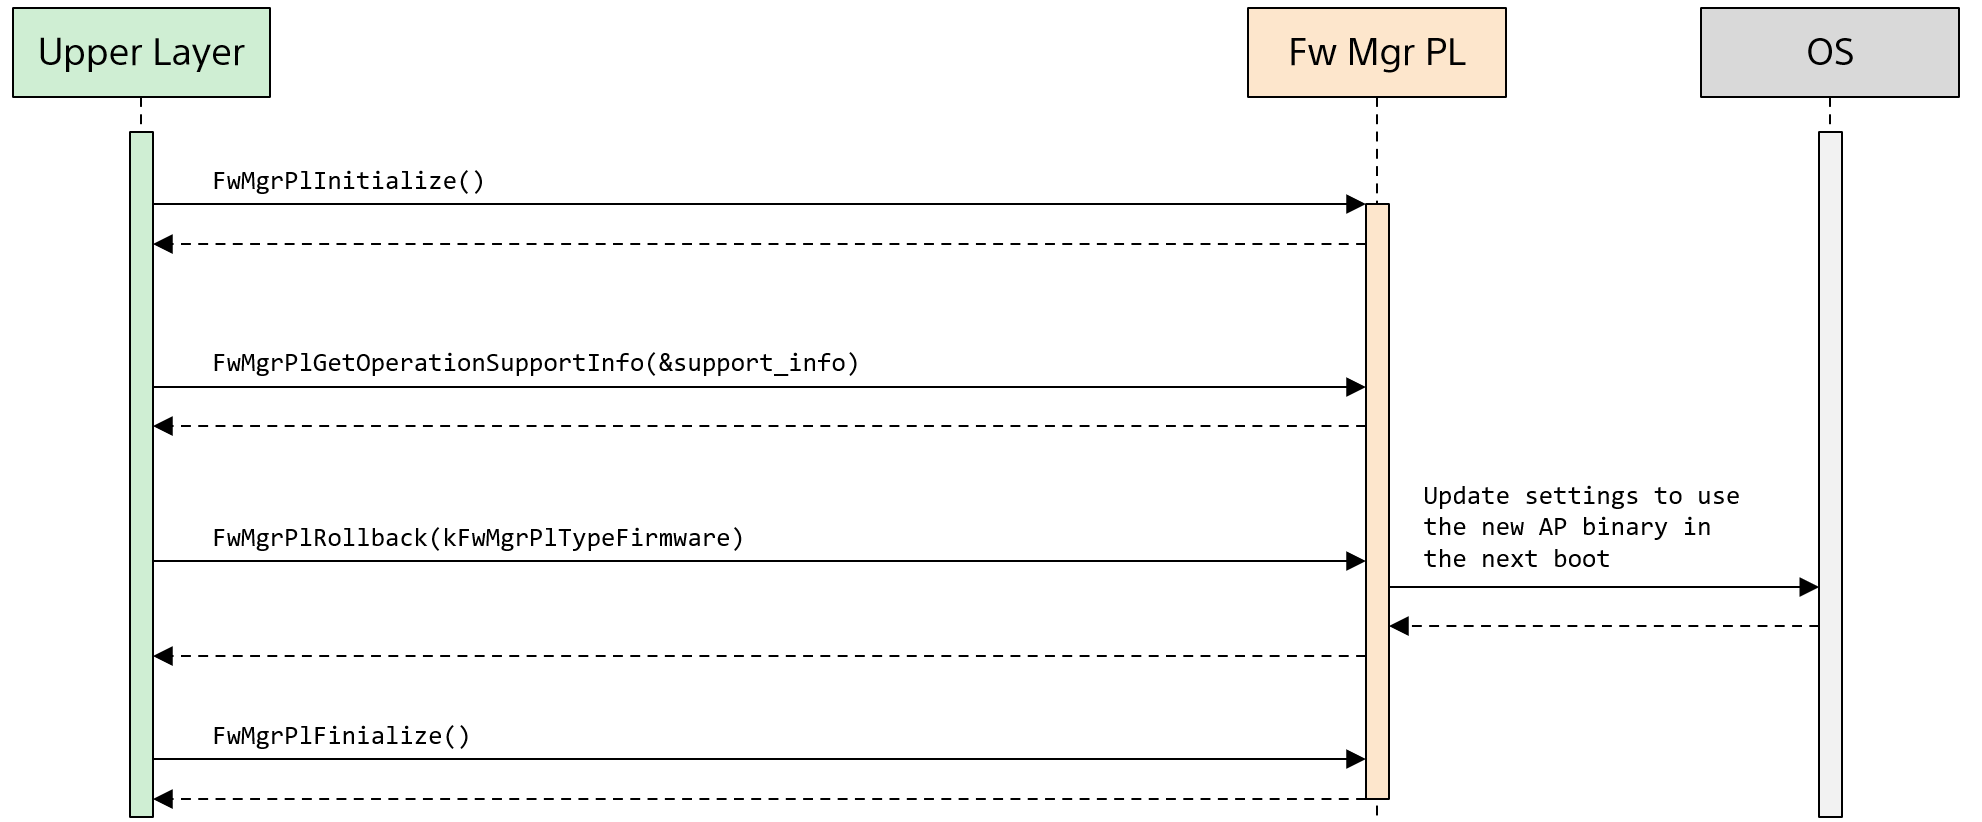 Upper Layer
Fw Mgr PL
OS
FwMgrPlInitialize()
FwMgrPlGetOperationSupportInfo(&support_info)
Update settings to use
the new AP binary in
the next boot
FwMgrPlRollback(kFwMgrPlTypeFirmware)
FwMgrPlFinialize()